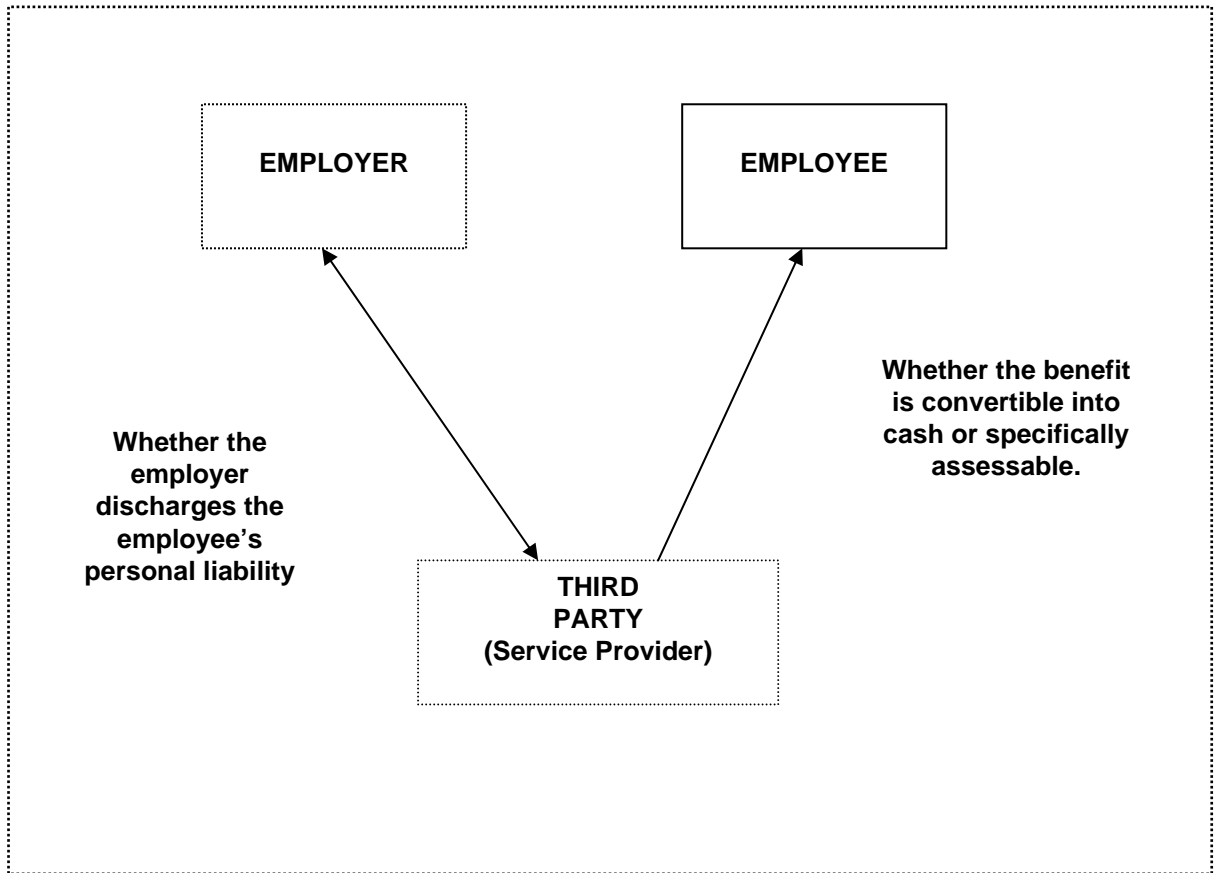 EMPLOYER
EMPLOYEE
Whether the benefit
is convertible into
cash or specifically
assessable.
Whether the
employer
discharges the
employee’s
personal liability
THIRD
PARTY
(Service Provider)